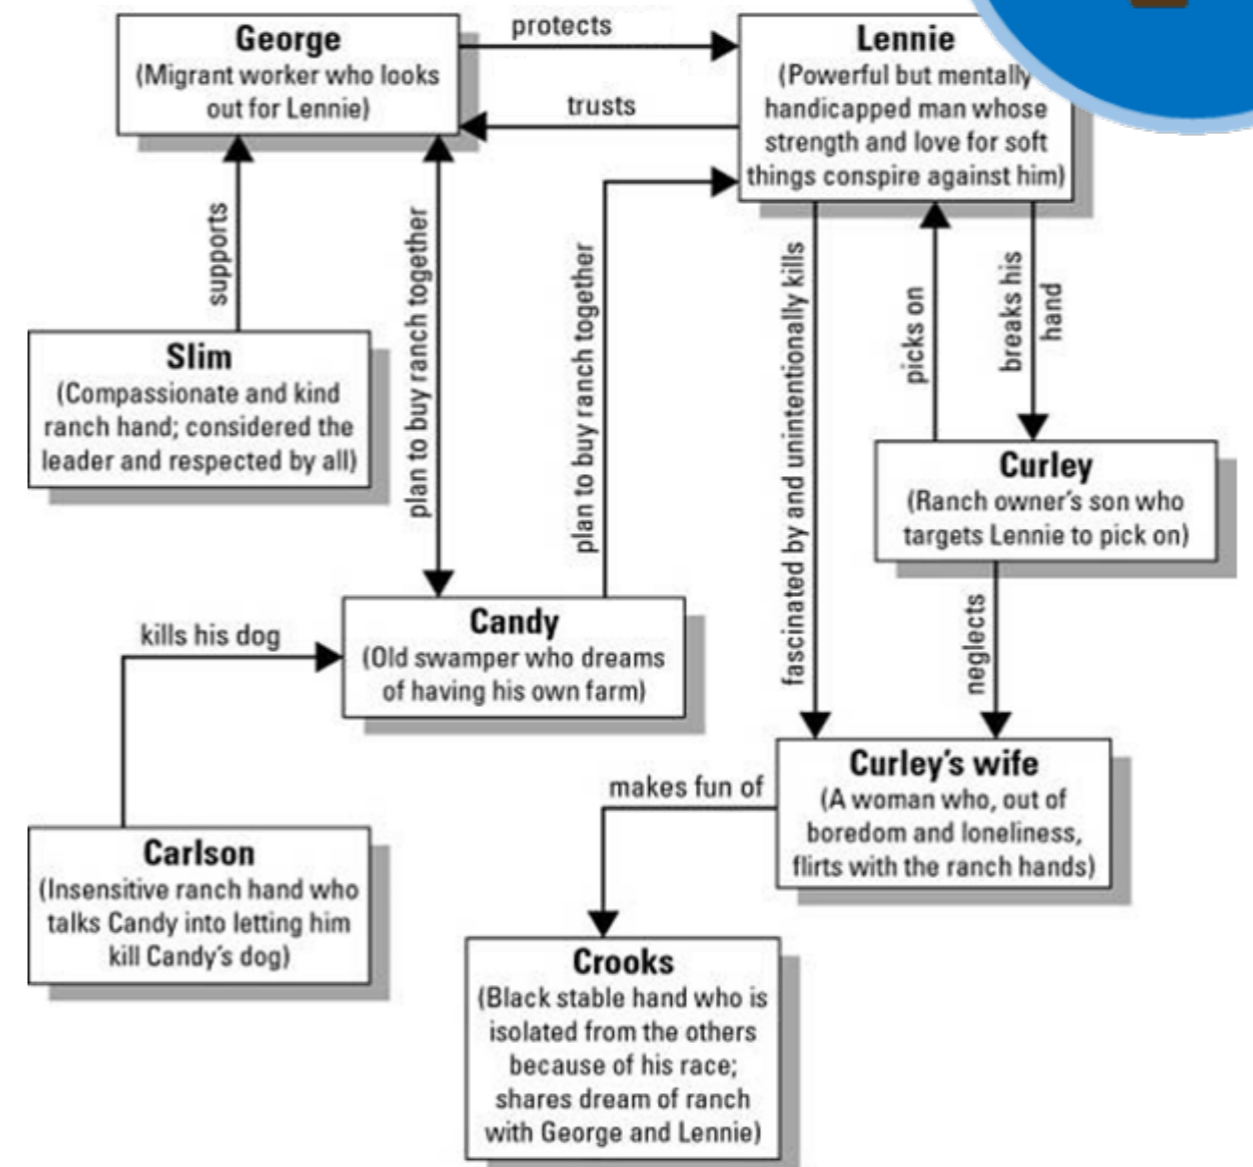 George
(Migrant worker who looks
out for Lennie)
protects
trusts
Lennie
(Powerful but mentally
handicapped man whose
strength and love for soft
things conspire against him)
supports
plan to buy ranch together
plan to buy ranch together
fascinated by and unintentionally kills
picks on
breaks his
hand
Slim
(Compassionate and kind
ranch hand; considered the
leader and respected by all)
Curley
(Ranch owner's son who
targets Lennie to pick on)
neglects
kills his dog
Candy
(Old swamper who dreams
of having his own farm)
Curley's wife
(A woman who, out of
boredom and loneliness,
flirts with the ranch hands)
makes fun of
Carlson
(Insensitive ranch hand who
talks Candy into letting him
kill Candy's dog)
Crooks
(Black stable hand who is
isolated from the others
because of his race;
shares dream of ranch
with George and Lennie)